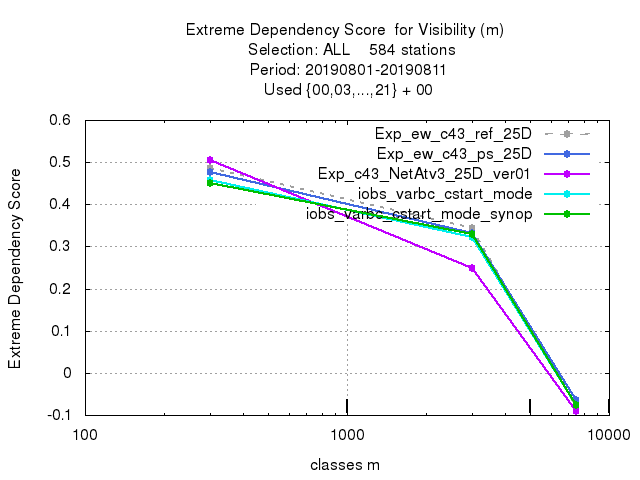 Extreme Dependency Score  for Visibility (m)
Selection: ALL    584 stations
Period: 20190801-20190811
Used {00,03,...,21} + 00
Extreme Dependency Score
0.6
0.5
0.4
0.3
0.2
0.1
0
-0.1
Exp_ew_c43_ref_25D
Exp_ew_c43_ps_25D
Exp_c43_NetAtv3_25D_ver01
iobs_varbc_cstart_mode
iobs_varbc_cstart_mode_synop
100
1000
10000
classes m